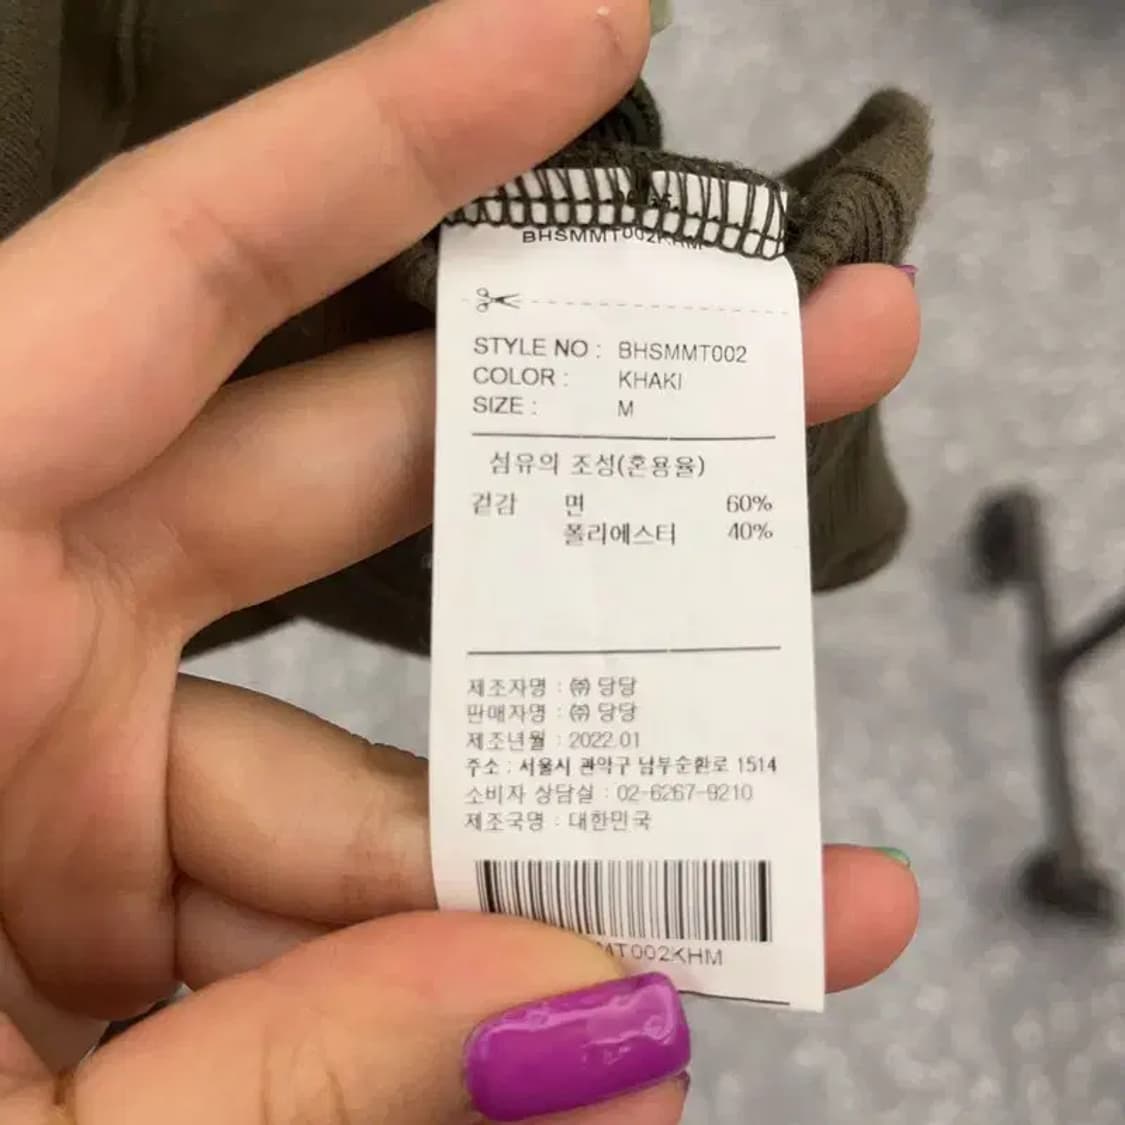 BHSMMT002KHM
STYLE NO : BHSMMT002
COLOR : KHAKI
SIZE : M
섬유의 조성(혼용율)
겉감 면 60%
폴리에스터 40%
제조자명 : ㈜ 당당
판매자명 : ㈜ 당당
제조년월 : 2022.01
주소 : 서울시 관악구 남부순환로 1514
소비자 상담실 : 02-6267-9210
제조국명 : 대한민국
MT002KHM